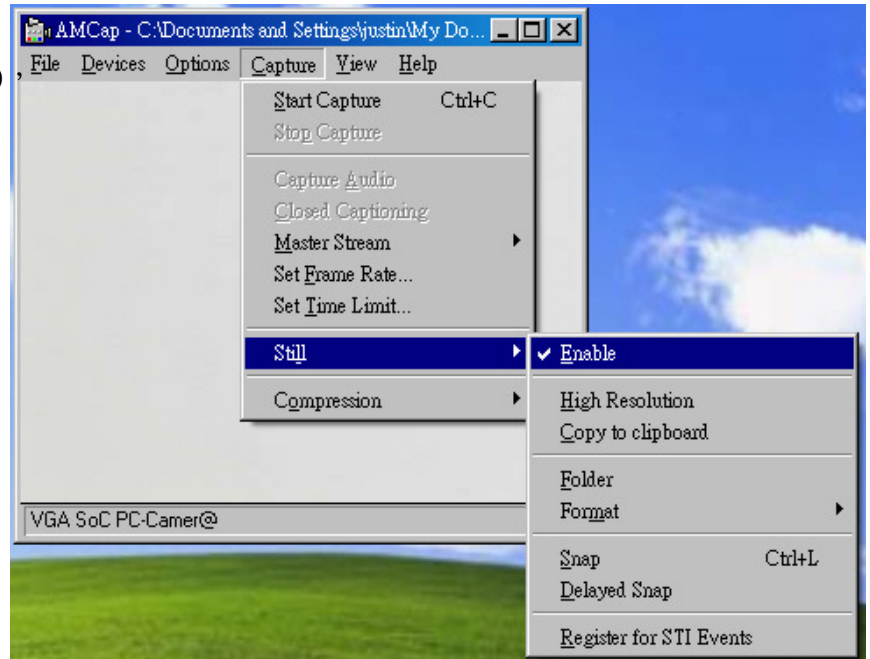 AMCap - C:\Documents and Settings\justin\My Do...
) ,
File Devices Options Capture View Help
Start Capture Ctrl+C
Stop Capture
Capture Audio
Closed Captioning
Master Stream
Set Frame Rate...
Set Time Limit...
Still
Compression
Enable
High Resolution
Copy to clipboard
Folder
Format
Snap Ctrl+L
Delayed Snap
Register for STI Events
VGA SoC PC-Camer@